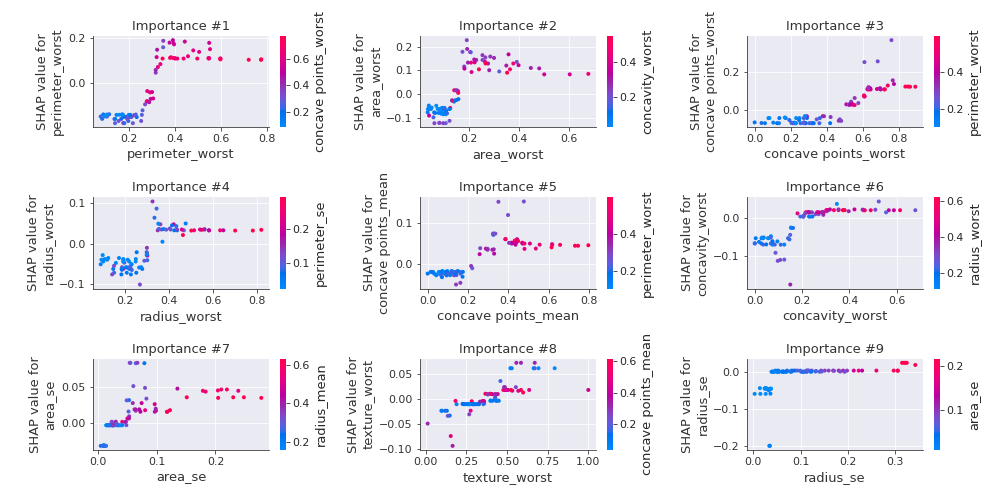 Importance #1
SHAP value for
perimeter_worst
0.2
0.0
0.2
0.4
0.6
0.8
perimeter_worst
0.6
0.4
0.2
concave points_worst
Importance #2
SHAP value for
area_worst
0.2
0.1
0.0
−0.1
0.2
0.4
0.6
area_worst
0.4
0.2
concavity_worst
Importance #3
SHAP value for
concave points_worst
0.2
0.0
0.0
0.2
0.4
0.6
0.8
concave points_worst
0.4
0.2
perimeter_worst
Importance #4
SHAP value for
radius_worst
0.1
0.0
−0.1
0.2
0.4
0.6
0.8
radius_worst
0.2
0.1
perimeter_se
Importance #5
SHAP value for
concave points_mean
0.1
0.0
0.0
0.2
0.4
0.6
0.8
concave points_mean
0.4
0.2
perimeter_worst
Importance #6
SHAP value for
concavity_worst
0.0
−0.1
0.0
0.2
0.4
0.6
concavity_worst
0.6
0.4
0.2
radius_worst
Importance #7
SHAP value for
area_se
0.05
0.00
0.0
0.1
0.2
area_se
0.6
0.4
0.2
radius_mean
Importance #8
SHAP value for
texture_worst
0.05
0.00
−0.05
−0.10
0.00
0.25
0.50
0.75
1.00
texture_worst
0.6
0.4
0.2
concave points_mean
Importance #9
SHAP value for
radius_se
0.0
−0.1
−0.2
0.0
0.1
0.2
0.3
radius_se
0.2
0.1
area_se